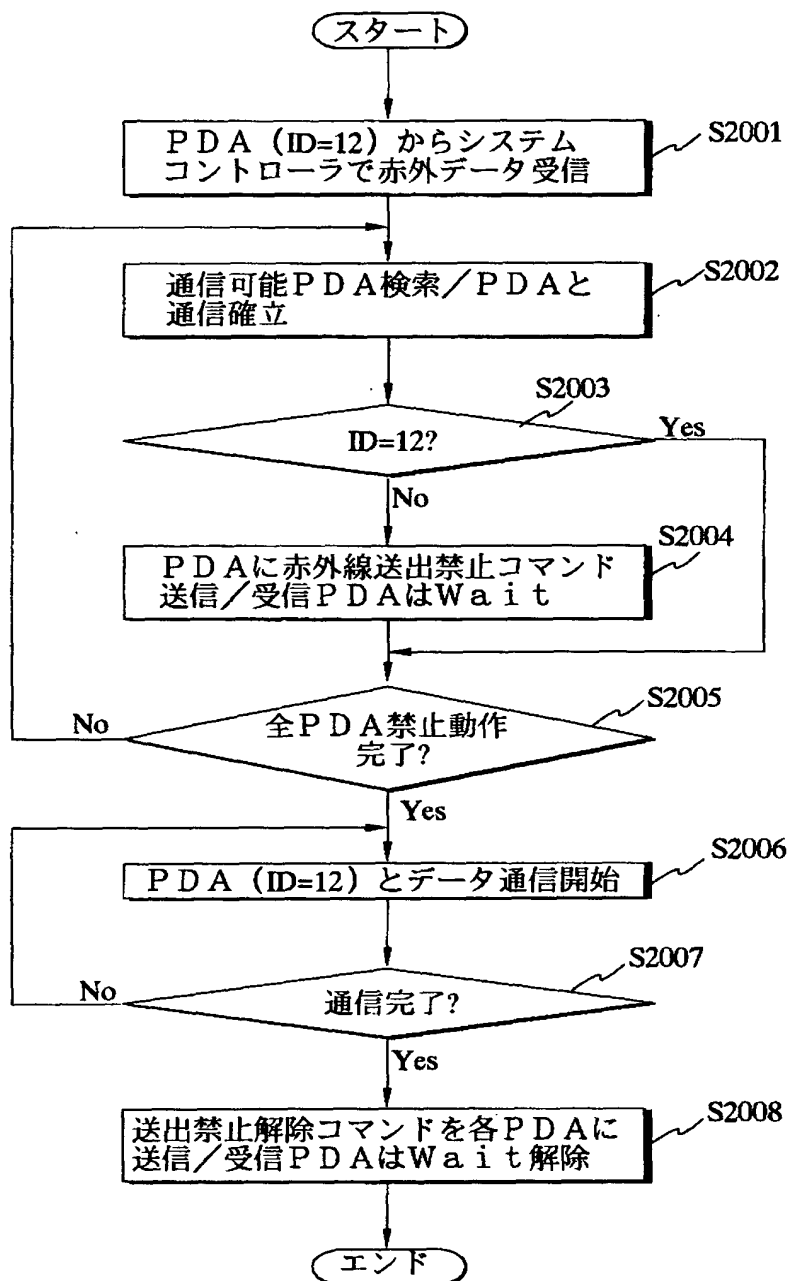 スタート
PDA（ID=12）からシステム
コントローラで赤外データ受信
S2001
通信可能PDA検索／PDAと
通信確立
S2002
S2003
ID=12?
Yes
No
PDAに赤外線送出禁止コマンド
送信／受信PDAはWait
S2004
全PDA禁止動作
完了?
S2005
No
Yes
PDA（ID=12）とデータ通信開始
S2006
通信完了?
S2007
No
Yes
送出禁止解除コマンドを各PDAに
送信／受信PDAはWait解除
S2008
エンド